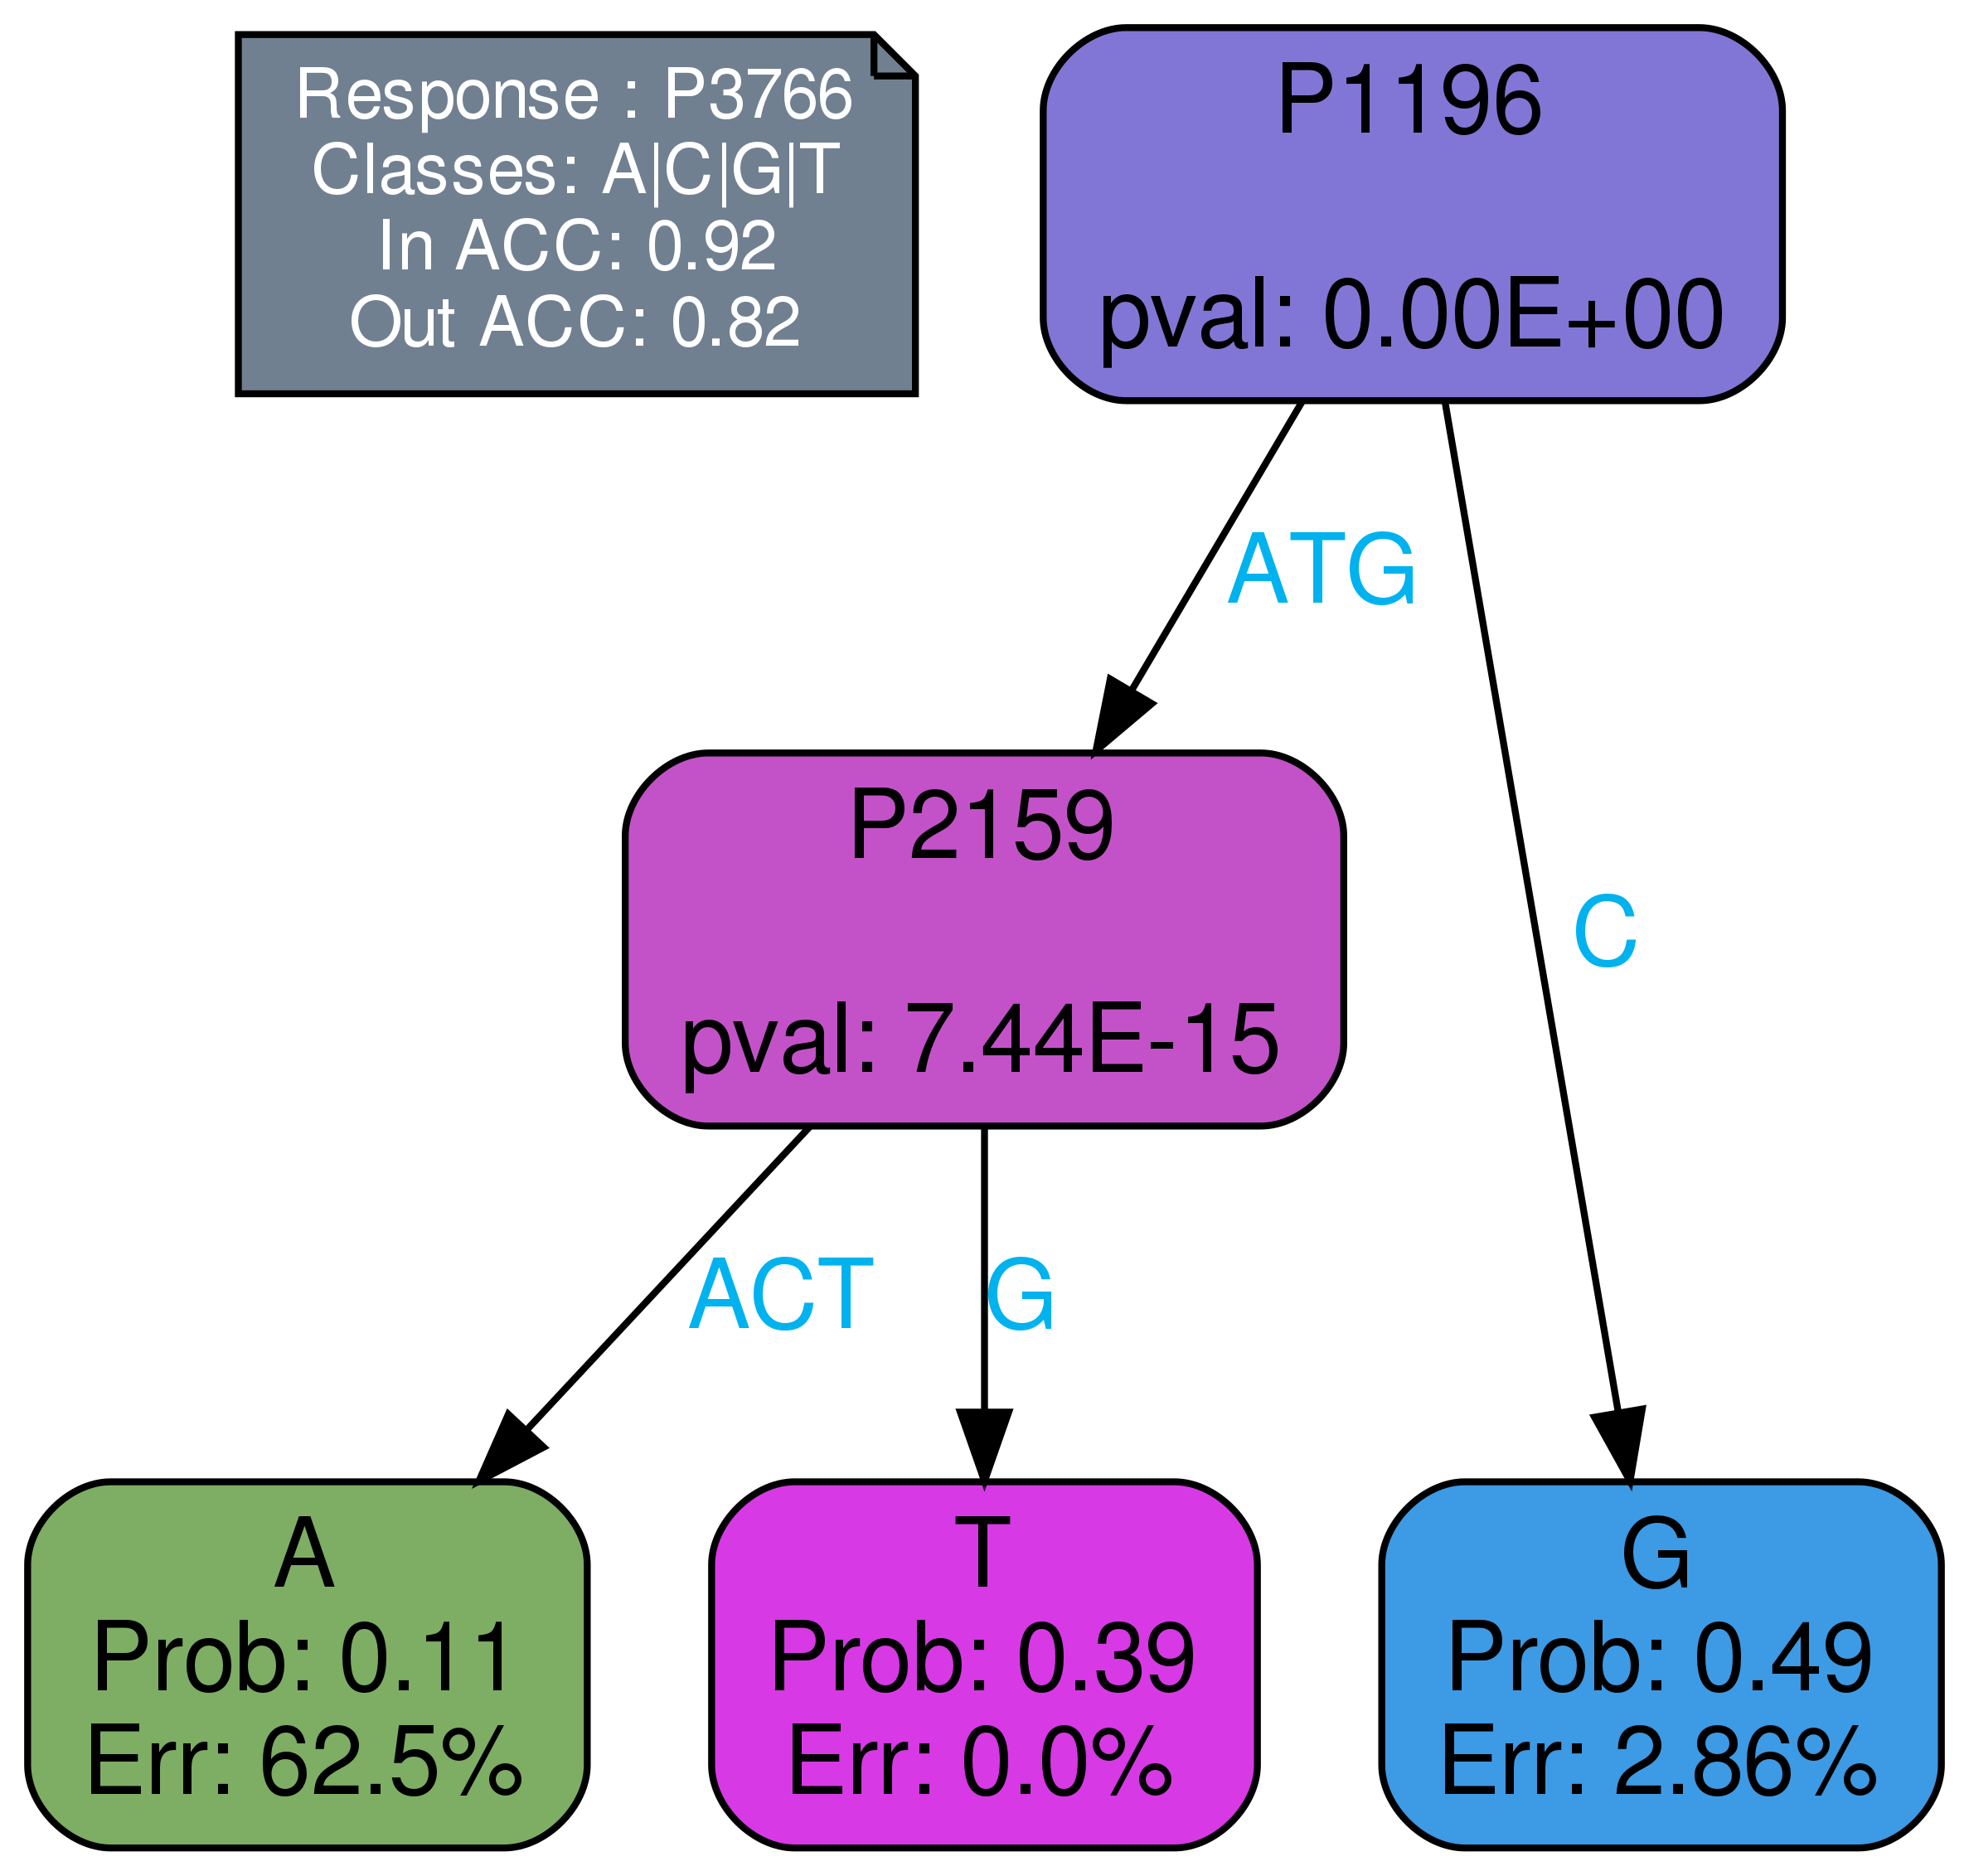 Response : P3766
Classes: A|C|G|T
In ACC: 0.92
Out ACC: 0.82
P1196
pval: 0.00E+00
ATG
C
P2159
pval: 7.44E-15
ACT
G
A
Prob: 0.11
Err: 62.5%
T
Prob: 0.39
Err: 0.0%
G
Prob: 0.49
Err: 2.86%